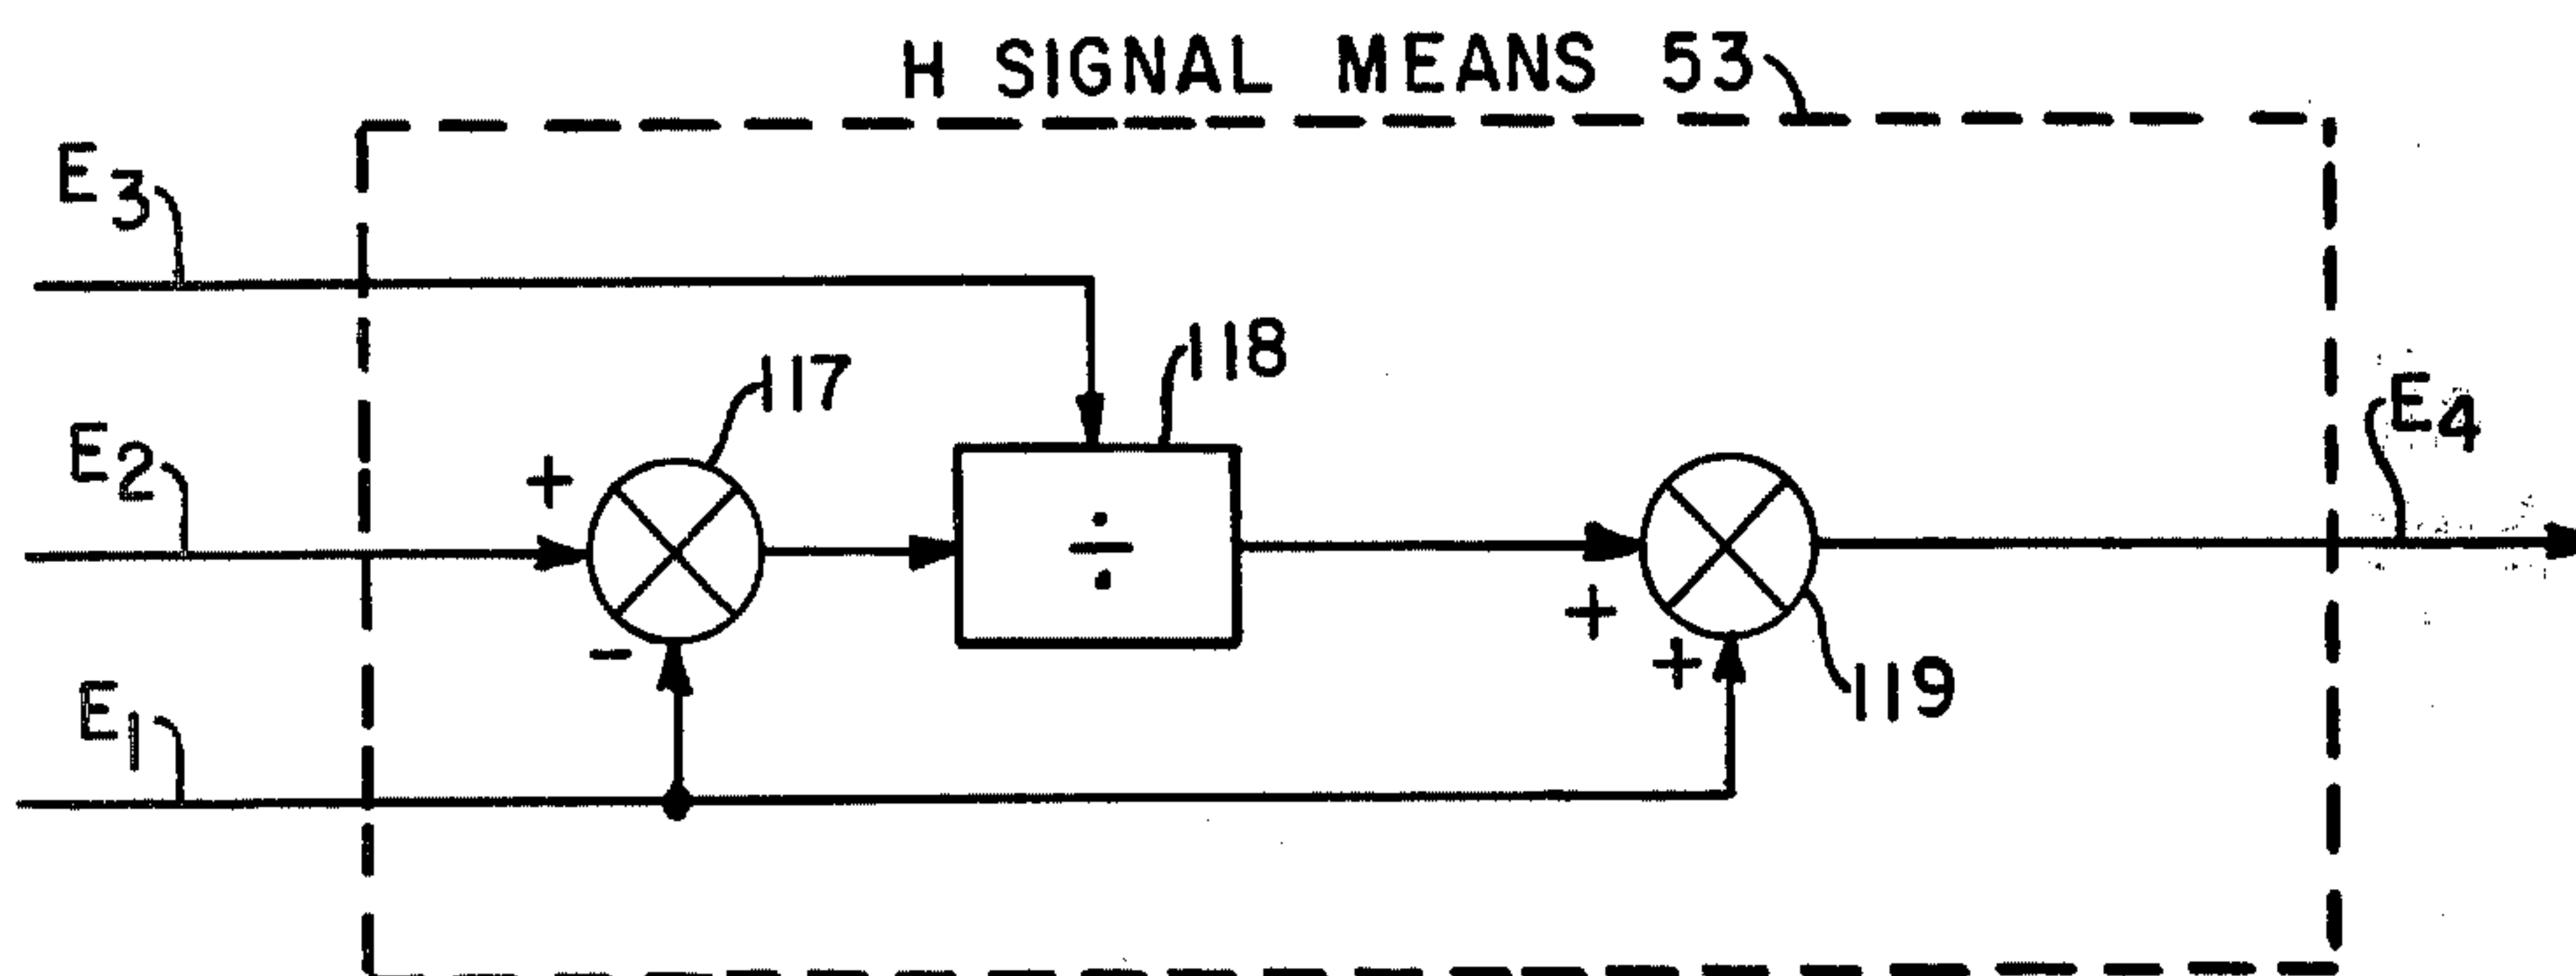 H SIGNAL MEANS 53
E3
118
117
E4
E2
+
÷
+
-
+
E1
119